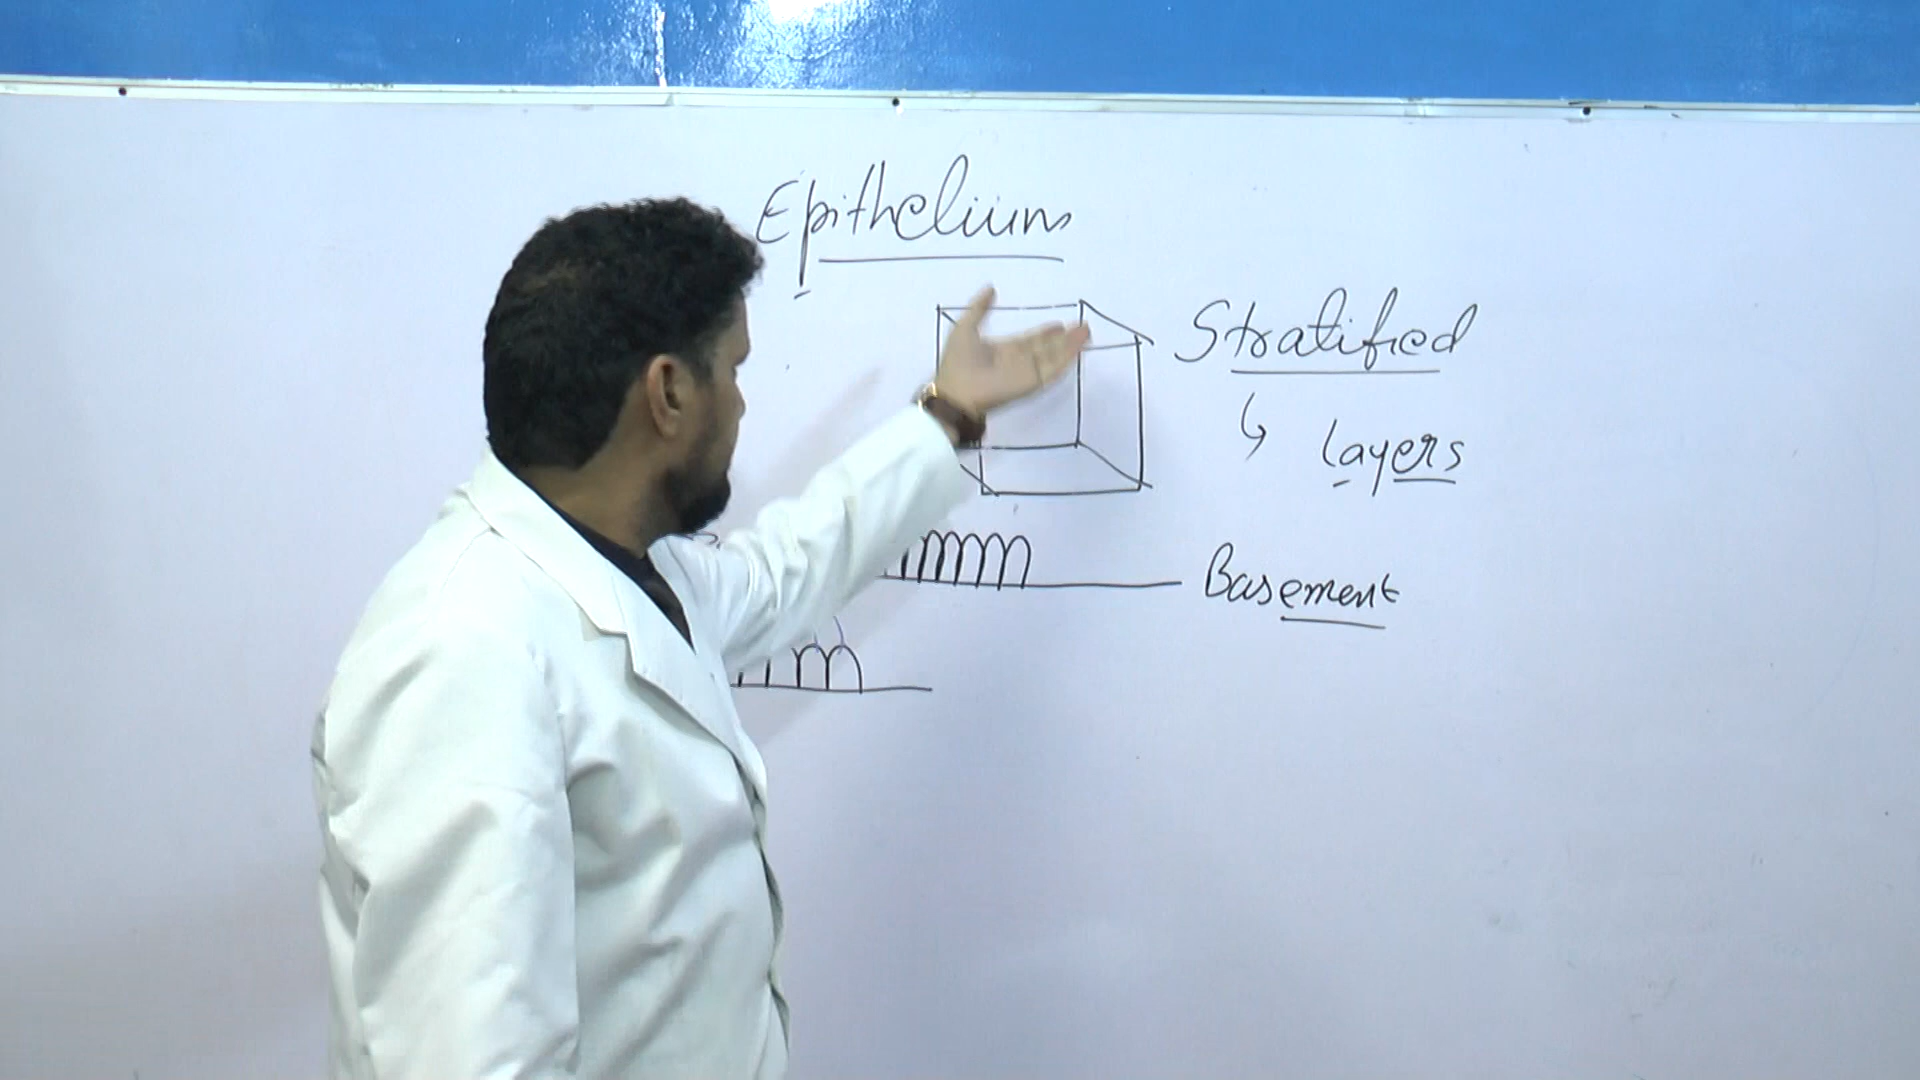 Epithelium
Stratified
↳ layers
Basement